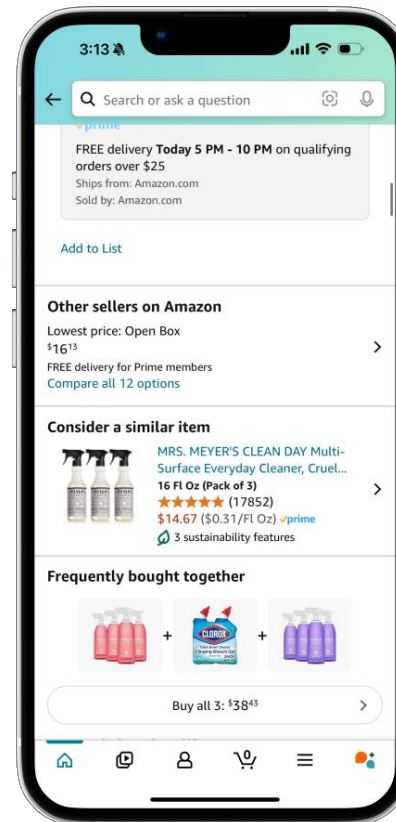 3:13
Search or ask a question
prime
FREE delivery Today 5 PM - 10 PM on qualifying
orders over $25
Ships from: Amazon.com
Sold by: Amazon.com
Add to List
Other sellers on Amazon
Lowest price: Open Box
$16¹³
FREE delivery for Prime members
Compare all 12 options
Consider a similar item
MRS. MEYER'S CLEAN DAY Multi-
Surface Everyday Cleaner, Cruel...
16 Fl Oz (Pack of 3)
(17852)
$14.67 ($0.31/Fl Oz) prime
3 sustainability features
Frequently bought together
+ CLOROX +
Buy all 3: $38⁴³
0